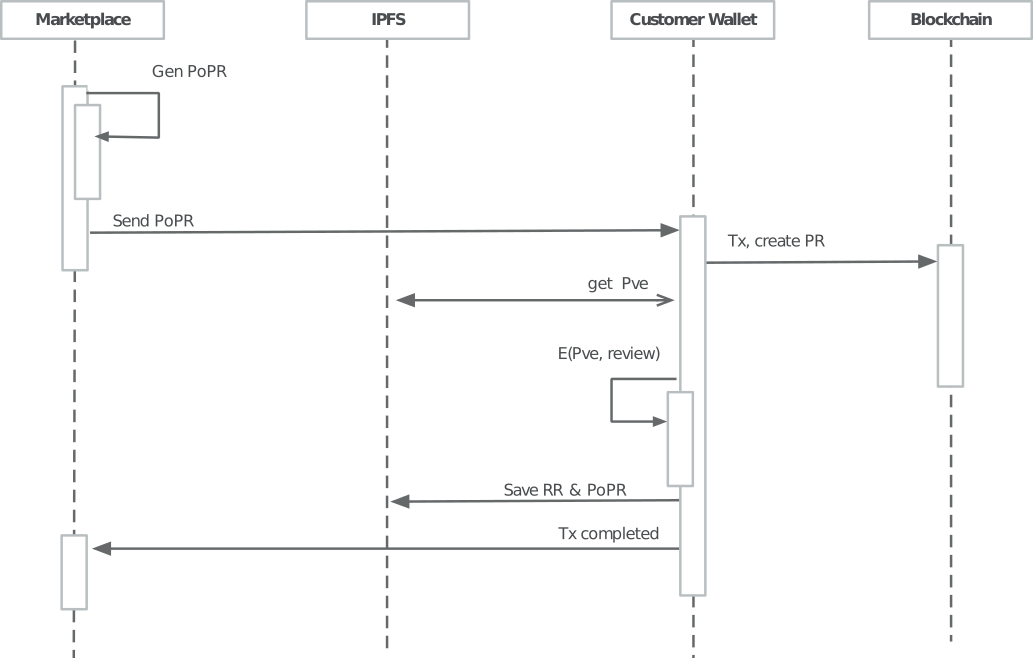 Marketplace
IPFS
Customer Wallet
Blockchain
Gen PoPR
Send PoPR
Tx, create PR
get Pve
E(Pve, review)
Save RR & PoPR
Tx completed